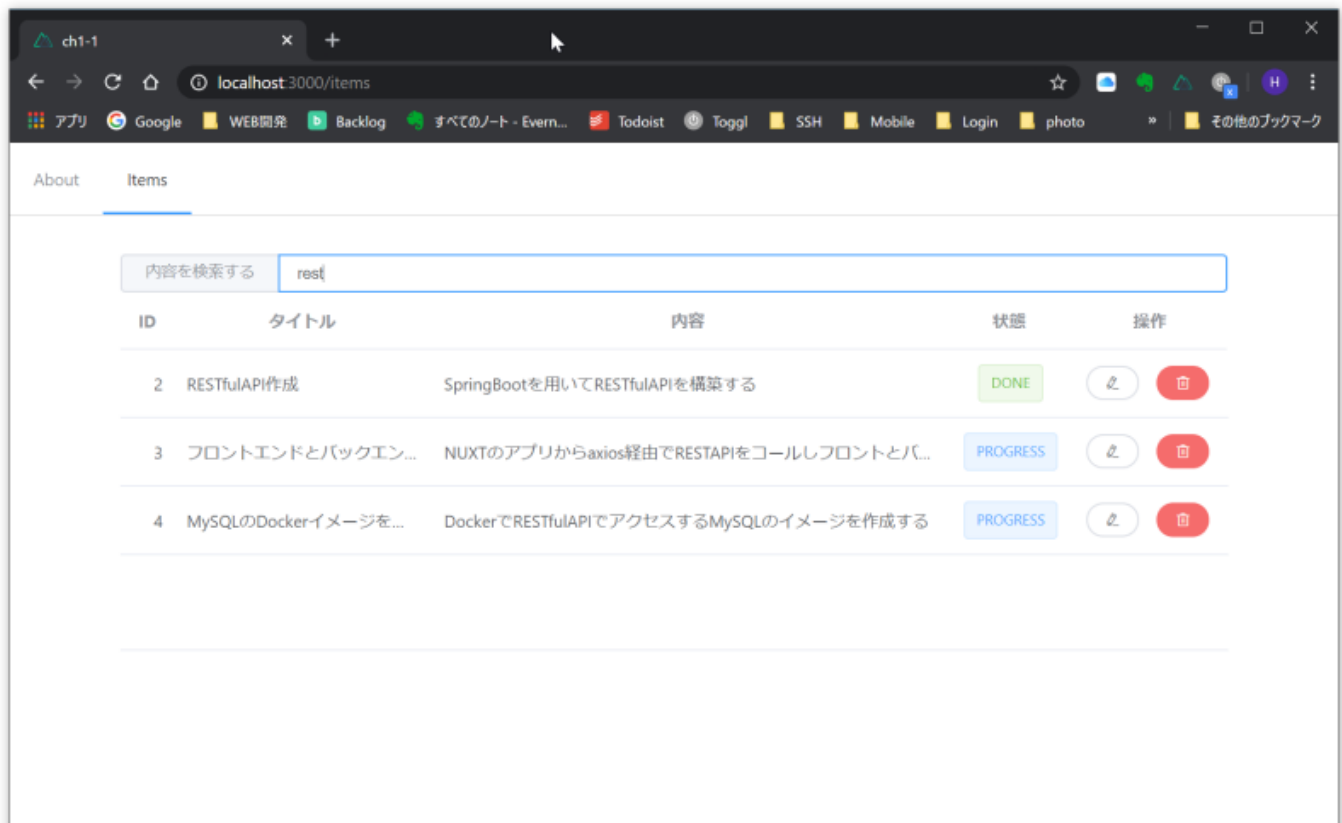 ch1-1
localhost:3000/items
H
アプリ Google WEB開発 Backlog すべてのノート - Evern... Todoist Toggl SSH Mobile Login photo » その他のブックマーク
About Items
内容を検索する rest
ID タイトル 内容 状態 操作
2 RESTfulAPI作成 SpringBootを用いてRESTfulAPIを構築する DONE
3 フロントエンドとバックエン... NUXTのアプリからaxios経由でRESTAPIをコールしフロントとバ... PROGRESS
4 MySQLのDockerイメージを... DockerでRESTfulAPIでアクセスするMySQLのイメージを作成する PROGRESS